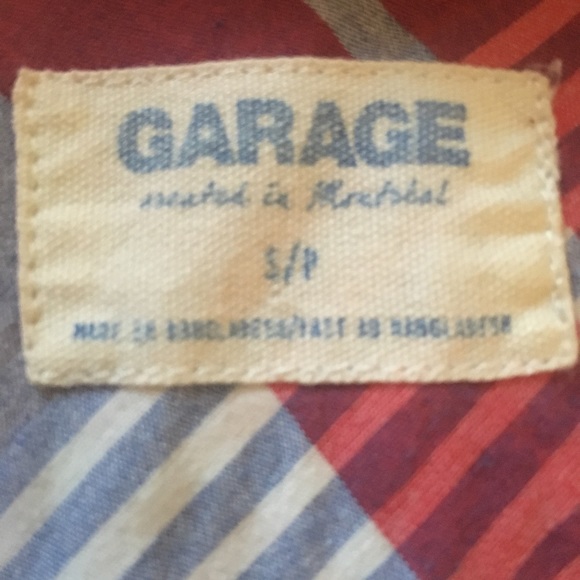 GARAGE
created in Montréal
S/P
MADE IN BANGLADESH/FAIT AU BANGLADESH